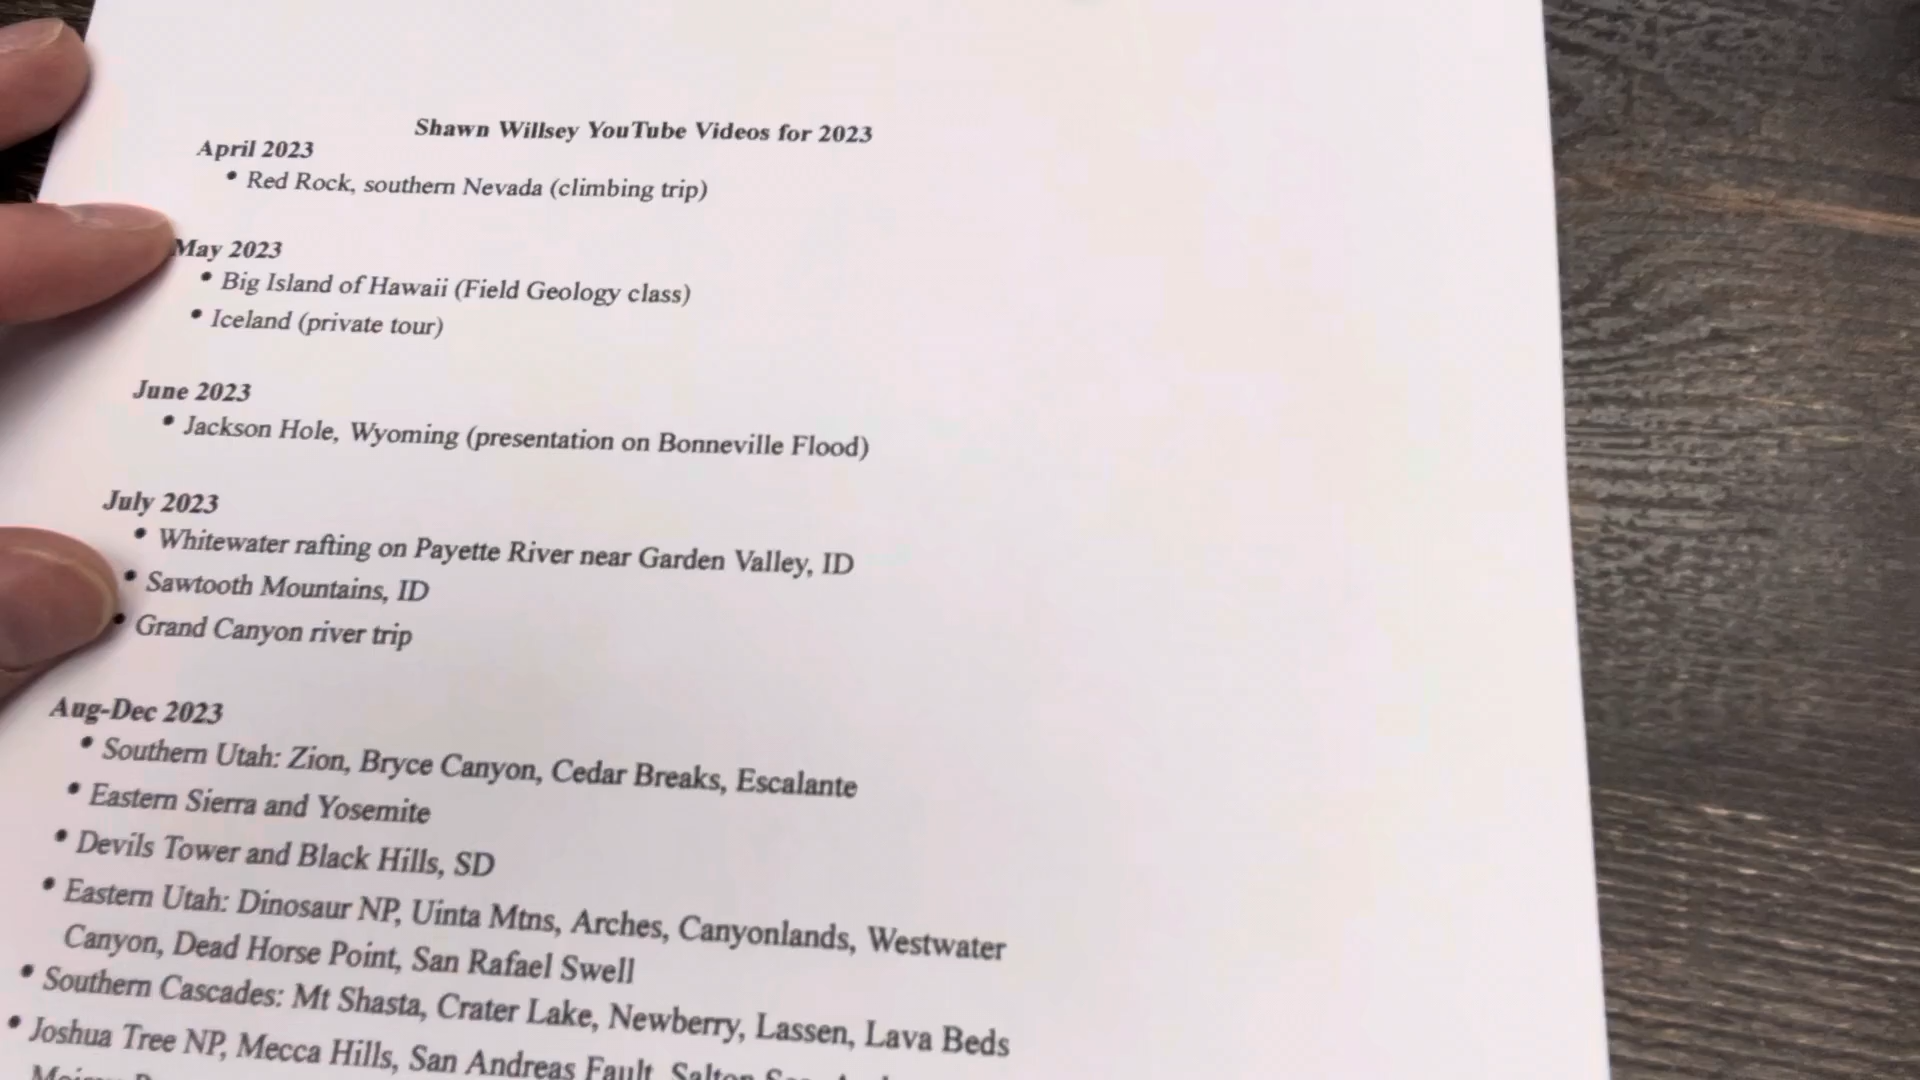 Shawn Willsey YouTube Videos for 2023
April 2023
• Red Rock, southern Nevada (climbing trip)
May 2023
• Big Island of Hawaii (Field Geology class)
• Iceland (private tour)
June 2023
• Jackson Hole, Wyoming (presentation on Bonneville Flood)
July 2023
• Whitewater rafting on Payette River near Garden Valley, ID
• Sawtooth Mountains, ID
• Grand Canyon river trip
Aug-Dec 2023
• Southern Utah: Zion, Bryce Canyon, Cedar Breaks, Escalante
• Eastern Sierra and Yosemite
• Devils Tower and Black Hills, SD
• Eastern Utah: Dinosaur NP, Uinta Mtns, Arches, Canyonlands, Westwater
Canyon, Dead Horse Point, San Rafael Swell
• Southern Cascades: Mt Shasta, Crater Lake, Newberry, Lassen, Lava Beds
• Joshua Tree NP, Mecca Hills, San Andreas Fault, Salton